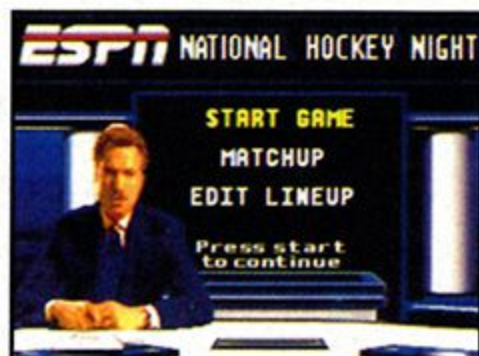 ESPN NATIONAL HOCKEY NIGHT
START GAME
MATCHUP
EDIT LINEUP
Press start
to continue